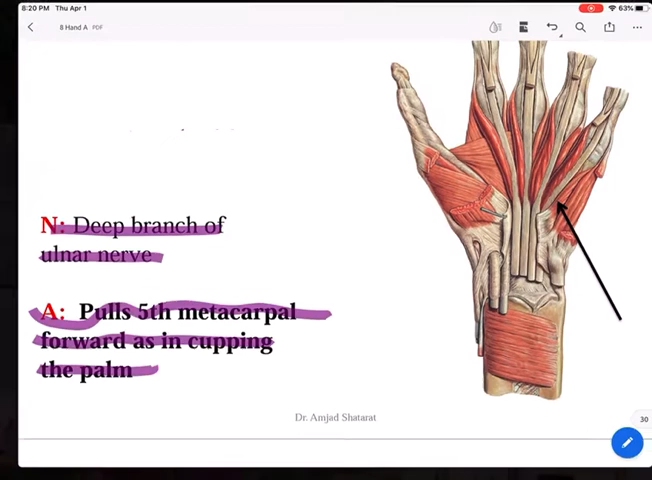 8:20 PM Thu Apr 1
63%
8 Hand A PDF
N: Deep branch of
ulnar nerve
A: Pulls 5th metacarpal
forward as in cupping
the palm
Dr. Amjad Shatarat
30